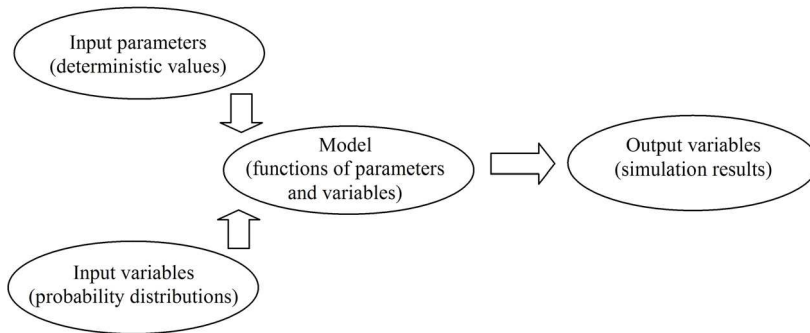 Input parameters
(deterministic values)
Model
(functions of parameters
and variables)
Output variables
(simulation results)
Input variables
(probability distributions)